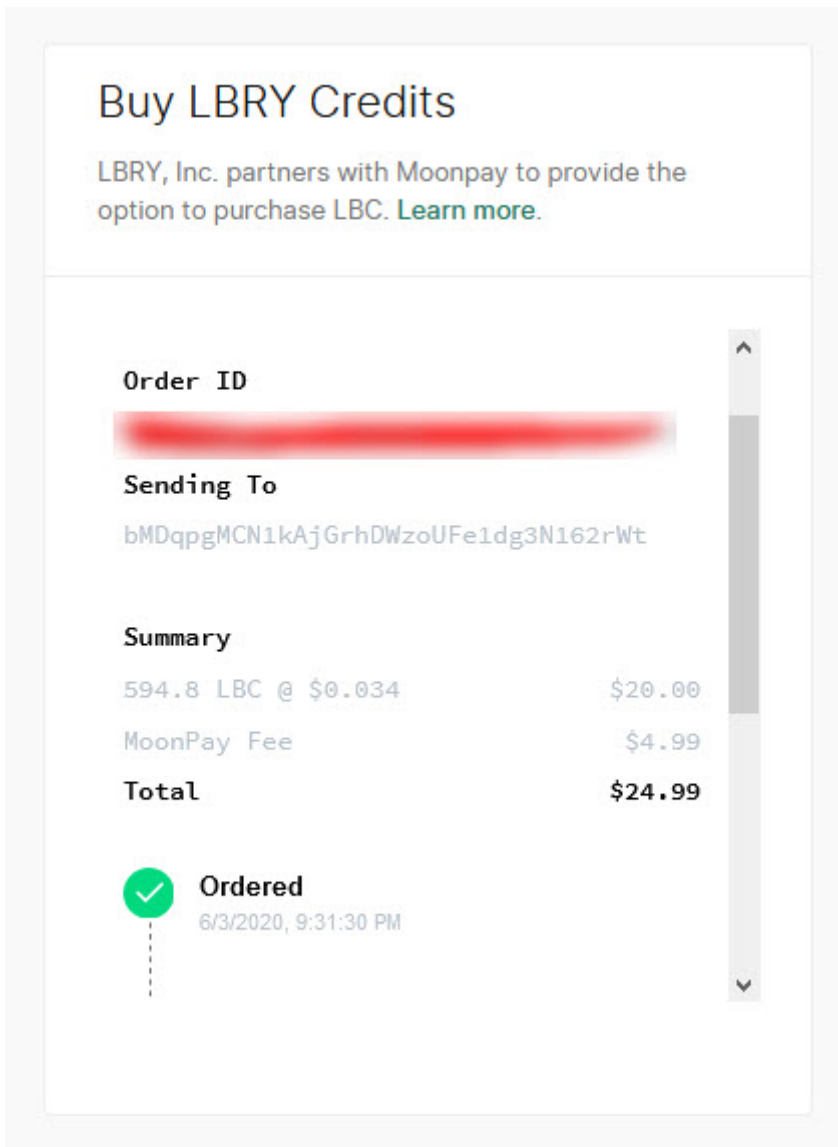 Buy LBRY Credits
LBRY, Inc. partners with Moonpay to provide the
option to purchase LBC. Learn more.
Order ID
Sending To
bMDqpgMCN1kAjGrhDWzoUFe1dg3N162rWt
Summary
594.8 LBC @ $0.034 $20.00
MoonPay Fee $4.99
Total $24.99
Ordered
6/3/2020, 9:31:30 PM